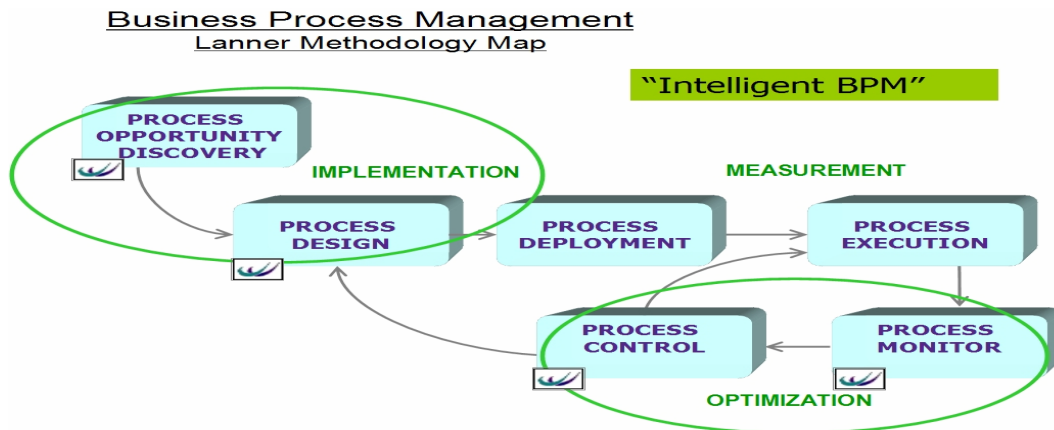 Business Process Management
Lanner Methodology Map
“Intelligent BPM”
PROCESS
OPPORTUNITY
DISCOVERY
IMPLEMENTATION
MEASUREMENT
PROCESS
DESIGN
PROCESS
DEPLOYMENT
PROCESS
EXECUTION
PROCESS
CONTROL
PROCESS
MONITOR
OPTIMIZATION